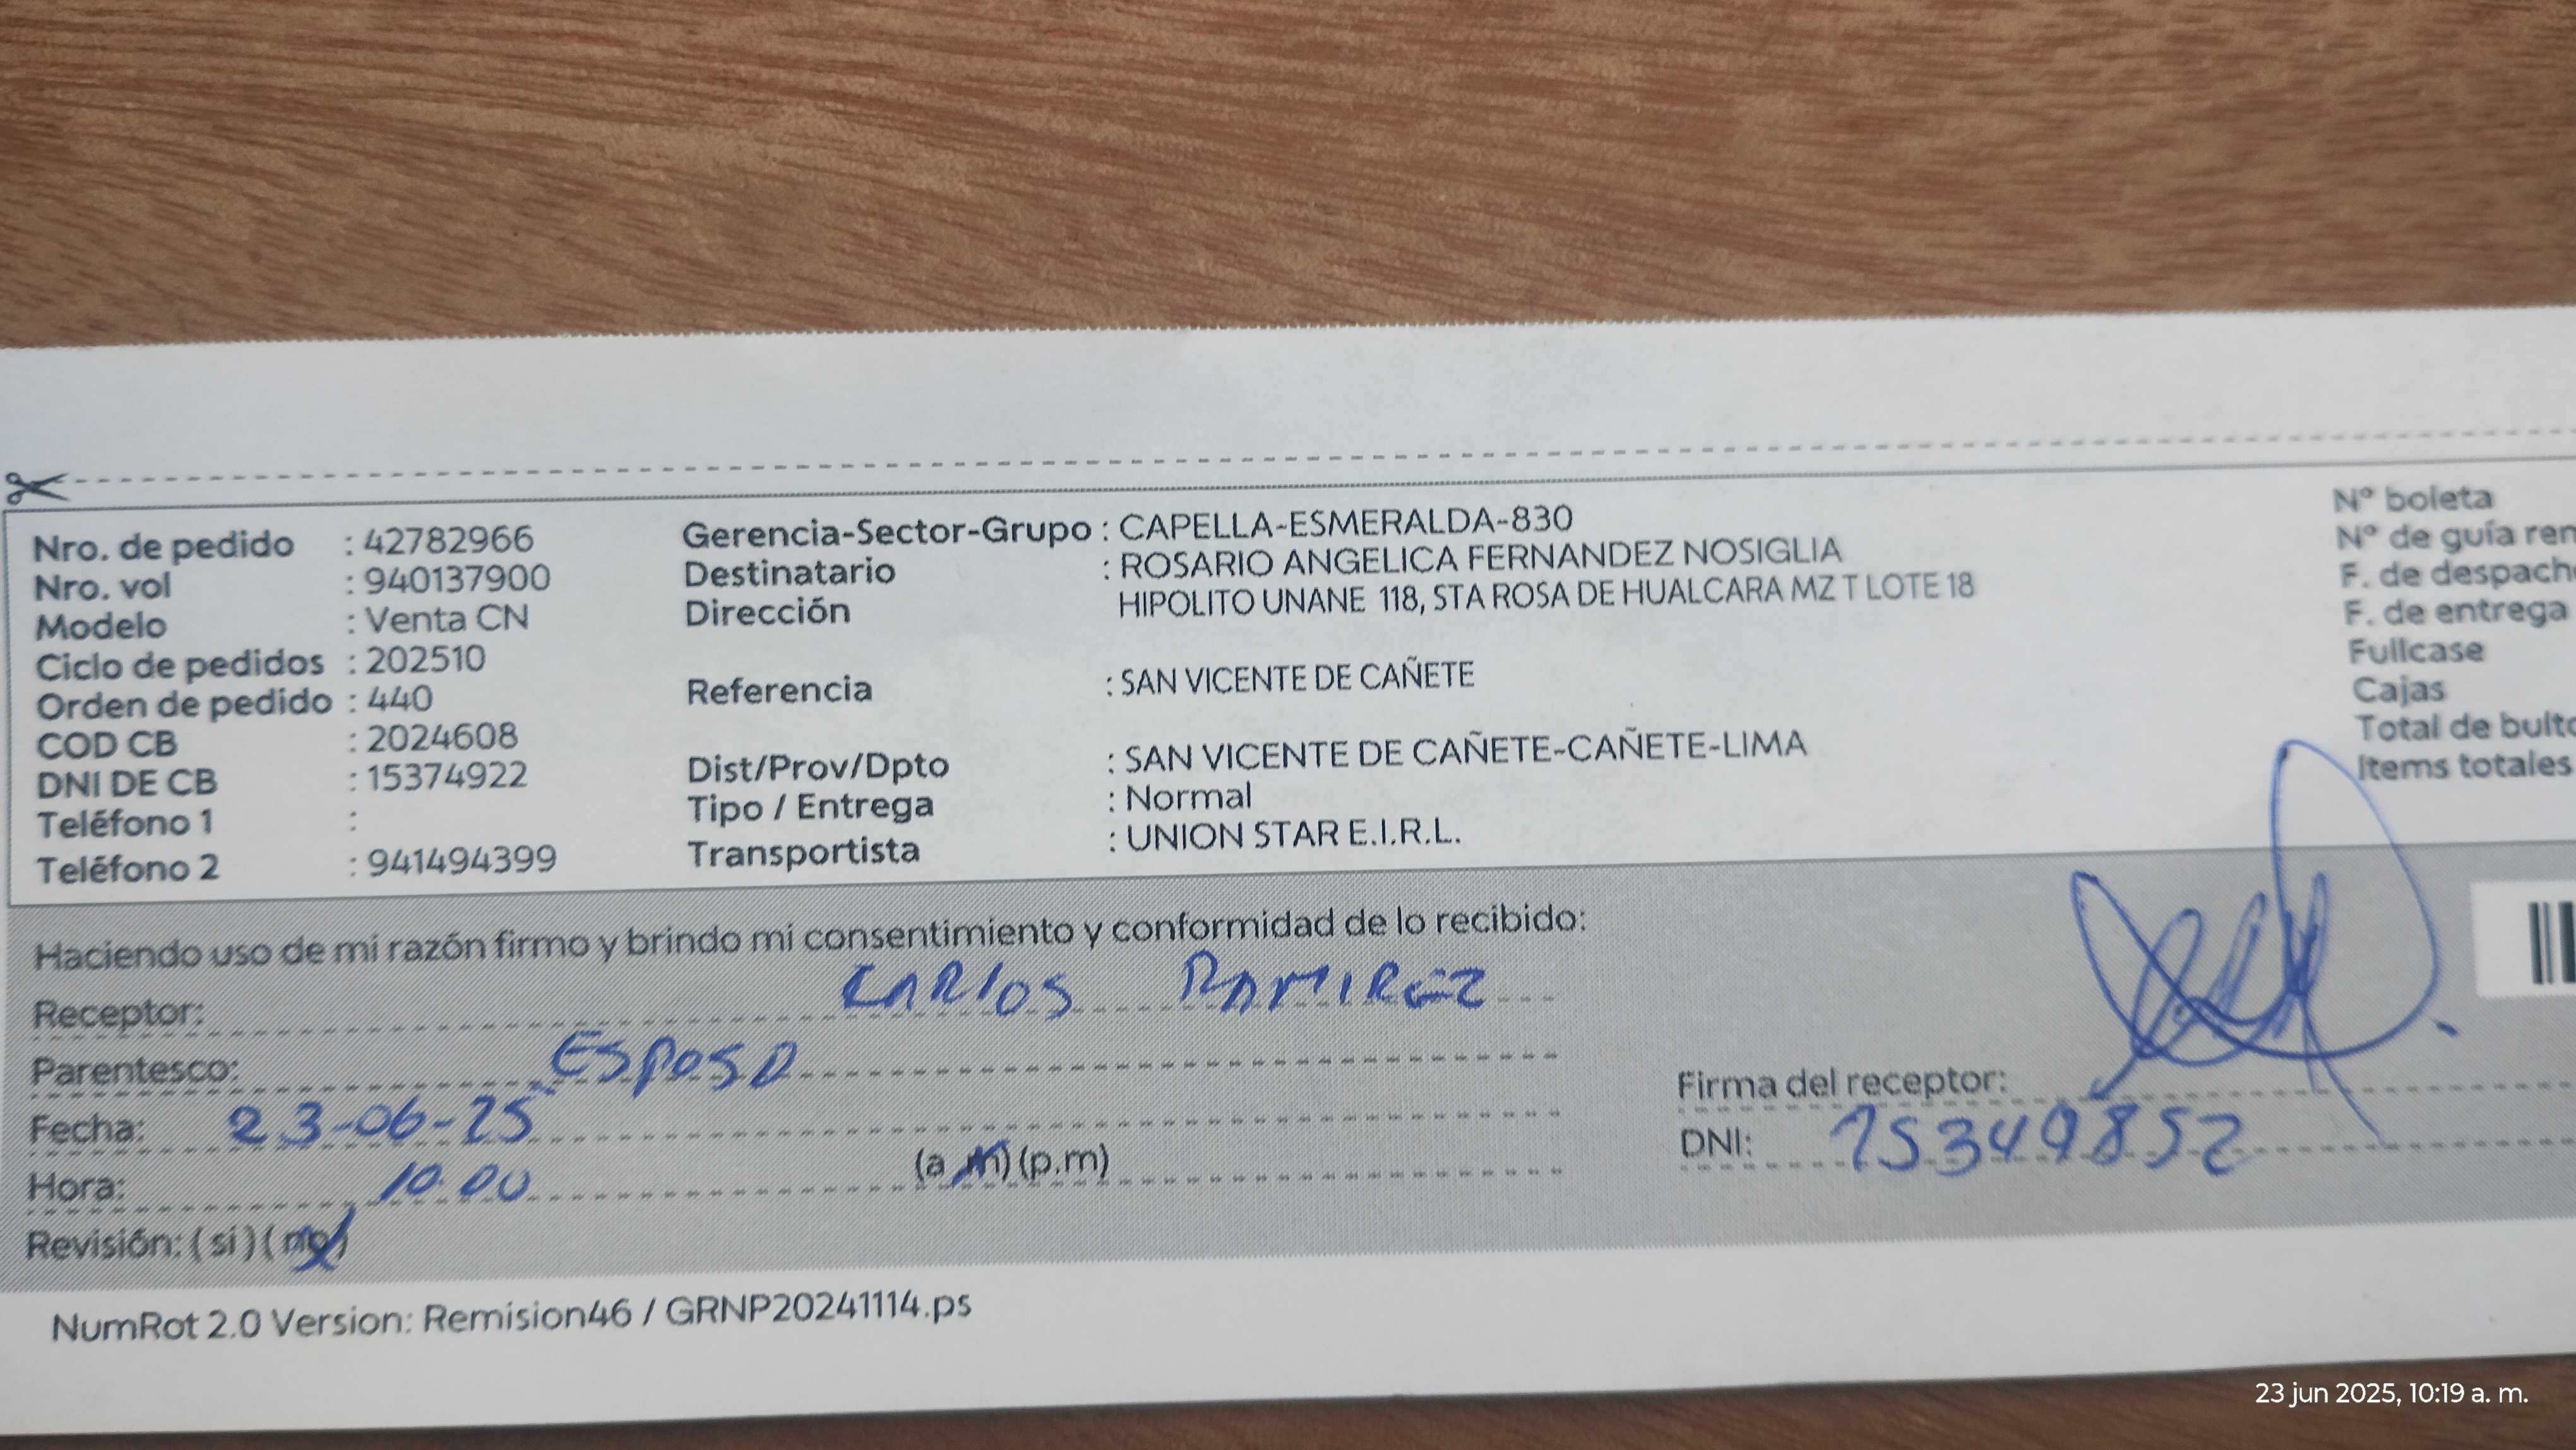 Nro. de pedido : 42782966
Nro. vol : 940137900
Modelo : Venta CN
Ciclo de pedidos : 202510
Orden de pedido : 440
COD CB : 2024608
DNI DE CB : 15374922
Teléfono 1 :
Teléfono 2 : 941494399
Gerencia-Sector-Grupo : CAPELLA-ESMERALDA-830
Destinatario : ROSARIO ANGELICA FERNANDEZ NOSIGLIA
Dirección HIPOLITO UNANE 118, STA ROSA DE HUALCARA MZ T LOTE 18
Referencia : SAN VICENTE DE CAÑETE
Dist/Prov/Dpto : SAN VICENTE DE CAÑETE-CAÑETE-LIMA
Tipo / Entrega : Normal
Transportista : UNION STAR E.I.R.L.
N° boleta
N° de guía rem
F. de despach
F. de entrega
Fullcase
Cajas
Total de bulto
Items totales
Haciendo uso de mi razón firmo y brindo mi consentimiento y conformidad de lo recibido:
Receptor: CARLOS RAMIREZ
Parentesco: ESPOSO
Fecha: 23-06-25
Hora: 10.00 (a.m) (p.m)
Revisión: (si) (no)
Firma del receptor:
DNI: 15349852
NumRot 2.0 Version: Remision46 / GRNP20241114.ps
23 jun 2025, 10:19 a. m.